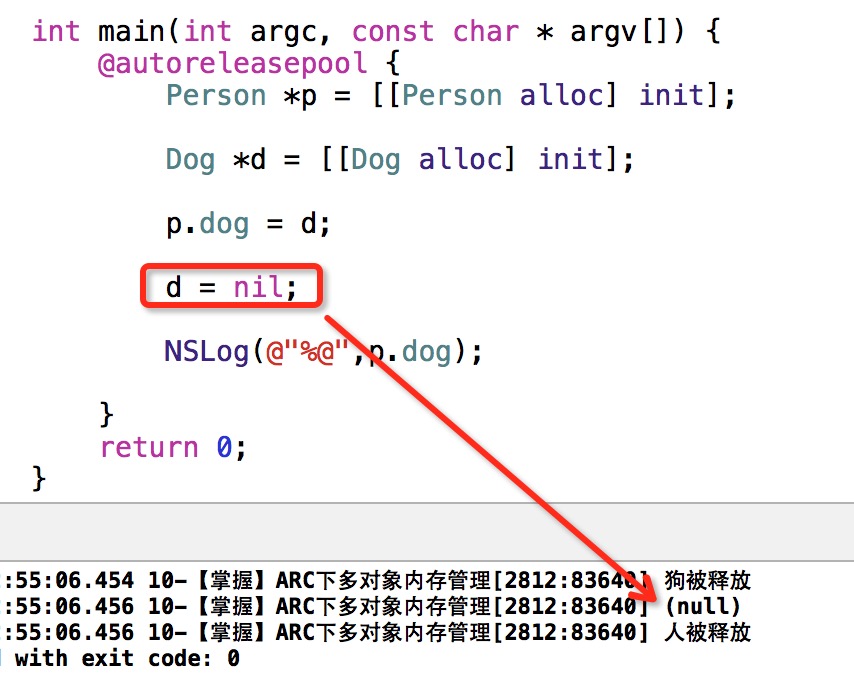 int main(int argc, const char * argv[]) {
@autoreleasepool {
Person *p = [[Person alloc] init];
Dog *d = [[Dog alloc] init];
p.dog = d;
d = nil;
NSLog(@"%@",p.dog);
}
return 0;
}
:55:06.454 10-【掌握】ARC下多对象内存管理[2812:83640] 狗被释放
:55:06.456 10-【掌握】ARC下多对象内存管理[2812:83640] (null)
:55:06.456 10-【掌握】ARC下多对象内存管理[2812:83640] 人被释放
with exit code: 0